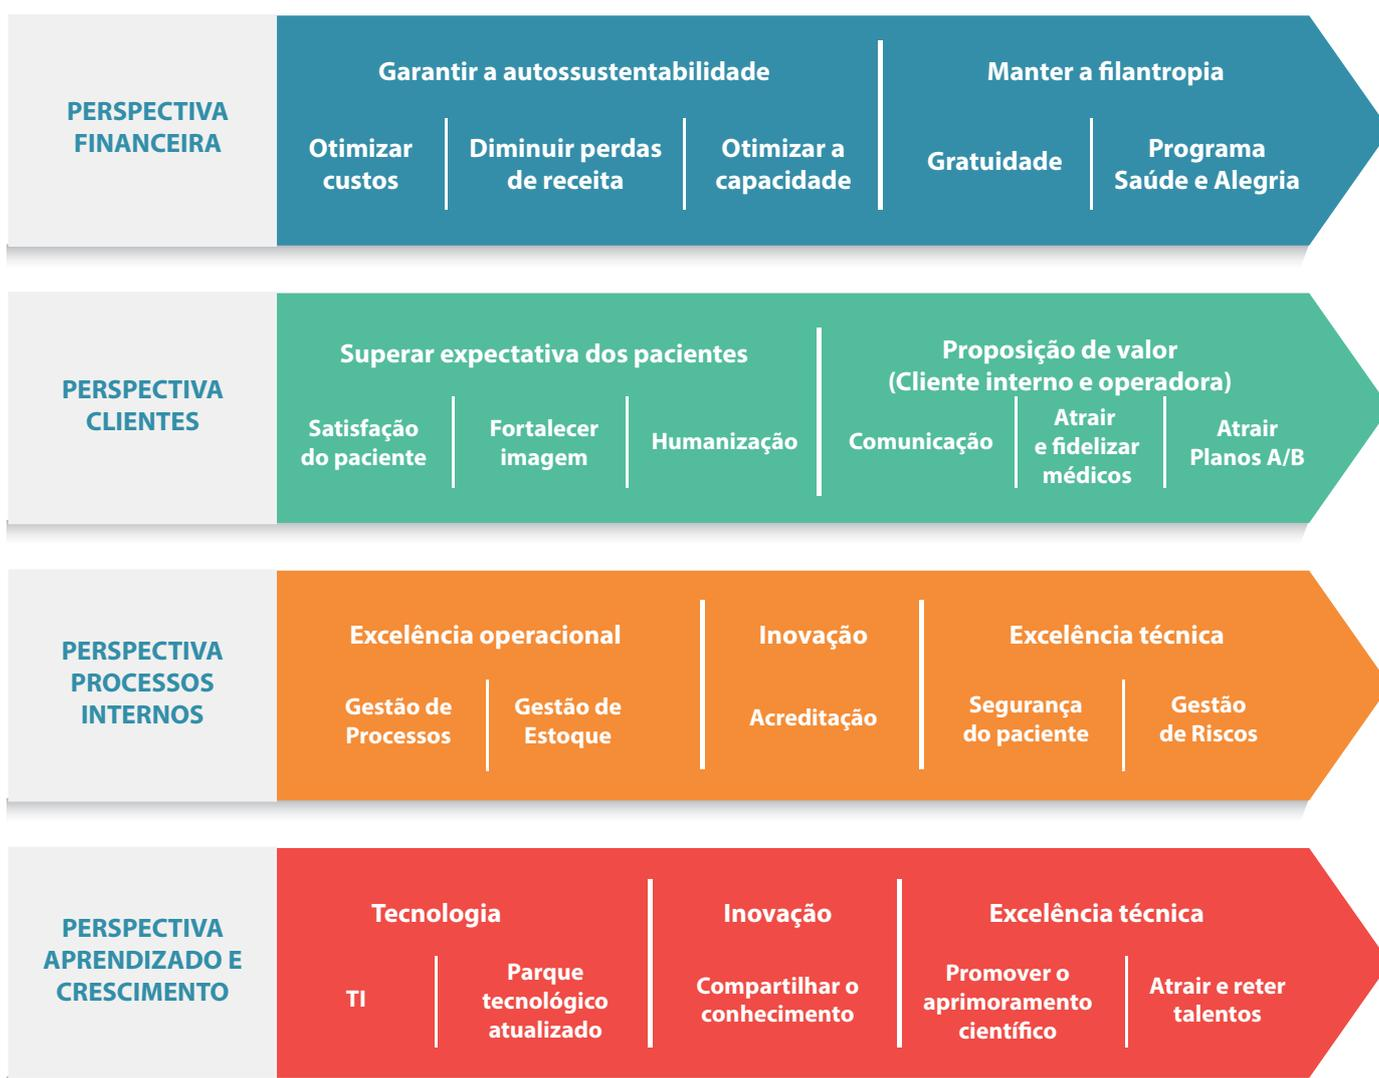 PERSPECTIVA
FINANCEIRA
Garantir a autossustentabilidade
Otimizar
custos
Diminuir perdas
de receita
Otimizar a
capacidade
Manter a filantropia
Gratuidade
Programa
Saúde e Alegria
PERSPECTIVA
CLIENTES
Superar expectativa dos pacientes
Satisfação
do paciente
Fortalecer
imagem
Humanização
Proposição de valor
(Cliente interno e operadora)
Comunicação
Atrair
e fidelizar
médicos
Atrair
Planos A/B
PERSPECTIVA
PROCESSOS
INTERNOS
Excelência operacional
Gestão de
Processos
Gestão de
Estoque
Inovação
Acreditação
Excelência técnica
Segurança
do paciente
Gestão
de Riscos
PERSPECTIVA
APRENDIZADO E
CRESCIMENTO
Tecnologia
TI
Parque
tecnológico
atualizado
Inovação
Compartilhar o
conhecimento
Excelência técnica
Promover o
aprimoramento
científico
Atrair e reter
talentos